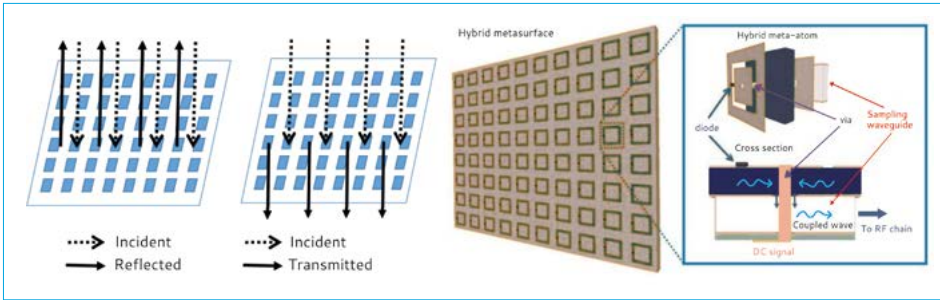 Incident
Reflected
Incident
Transmitted
Hybrid metasurface
Hybrid meta-atom
diode
via
Sampling
waveguide
Cross section
Coupled wave
To RF chain
DC signal